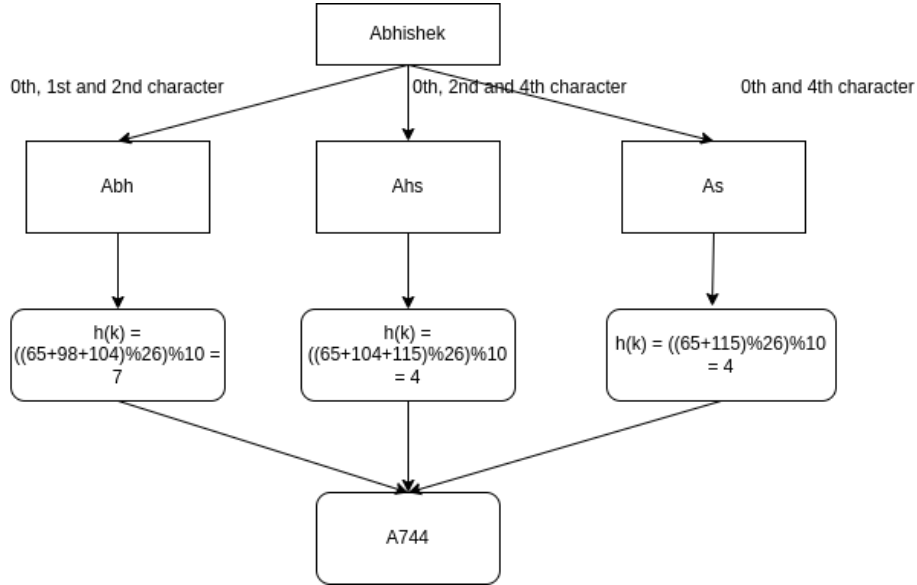 Abhishek
0th, 1st and 2nd character
0th, 2nd and 4th character
0th and 4th character
Abh
Ahs
As
h(k) =
((65+98+104)%26)%10 =
7
h(k) =
((65+104+115)%26)%10
= 4
h(k) = ((65+115)%26)%10
= 4
A744